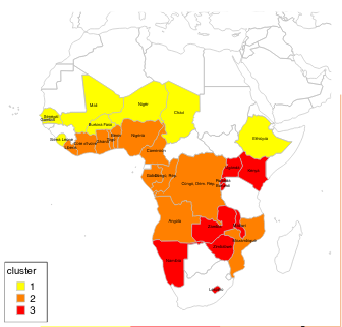 Mali
Niger
Chad
Senegal
Gambia
Burkina Faso
Sierra Leone
Liberia
Cote d'Ivoire
Ghana
Togo
Benin
Nigeria
Cameroon
Ethiopia
Gabon
Congo, Rep.
Congo, Dem. Rep.
Uganda
Kenya
Rwanda
Burundi
Angola
Zambia
Malawi
Mozambique
Zimbabwe
Namibia
Lesotho
cluster
1
2
3